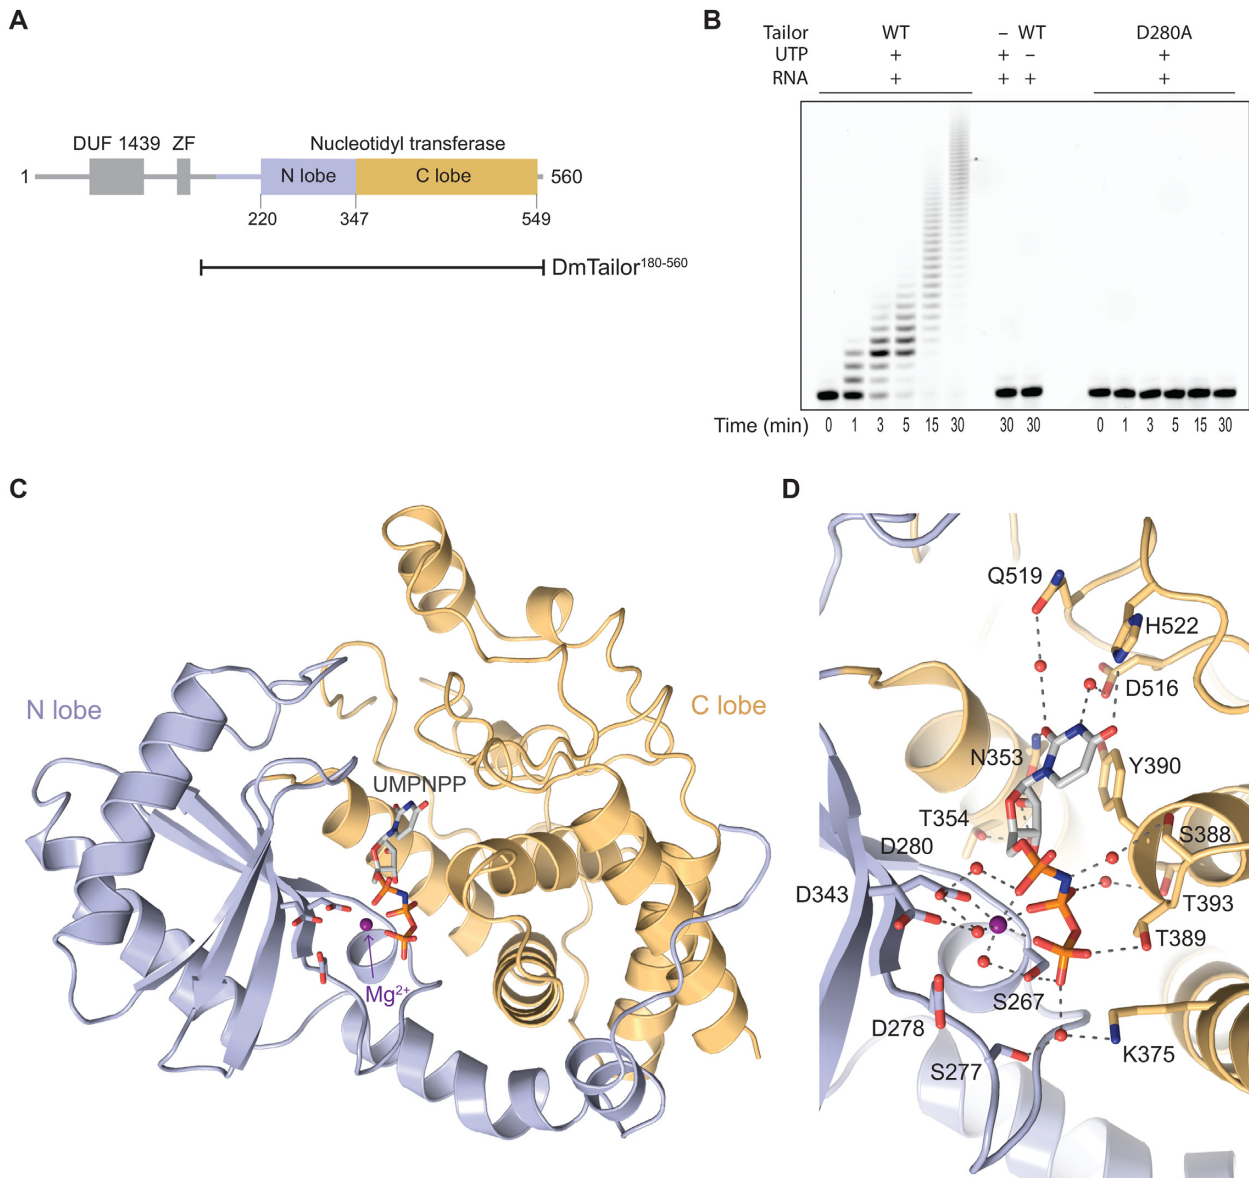 A
DUF 1439 ZF Nucleotidyl transferase
1 N lobe C lobe 560
220 347 549
DmTailor180-560
B
Tailor WT – WT D280A
UTP + + – +
RNA + + + +
Time (min) 0 1 3 5 15 30 30 30 0 1 3 5 15 30
C
N lobe
C lobe
UMPNPP
Mg2+
D
Q519
H522
D516
N353
Y390
T354
S388
D280
D343
T393
T389
S267
D278
K375
S277